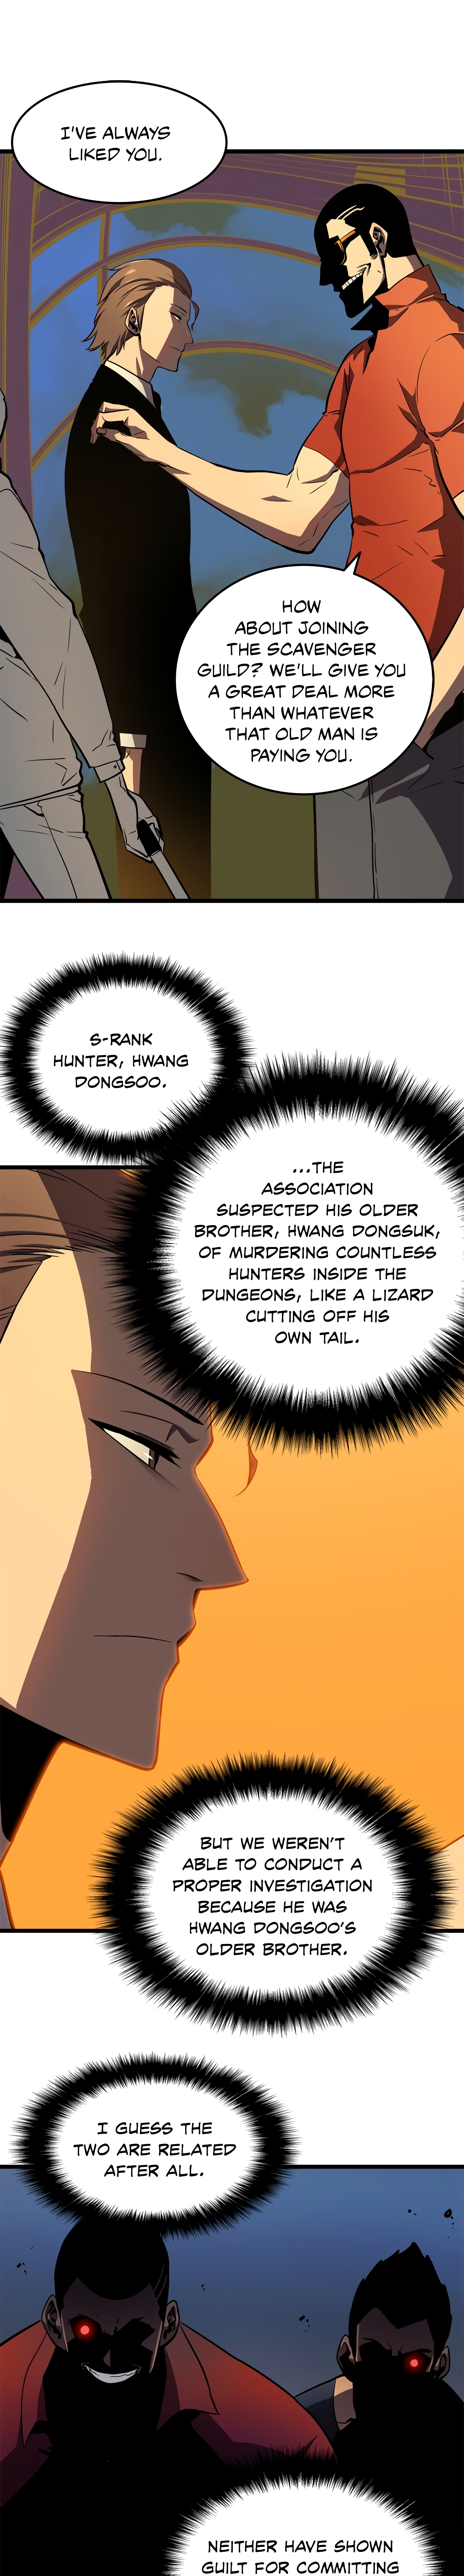 I'VE ALWAYS
LIKED YOU.
HOW
ABOUT JOINING
THE SCAVENGER
GUILD? WE'LL GIVE YOU
A GREAT DEAL MORE
THAN WHATEVER
THAT OLD MAN IS
PAYING YOU.
S-RANK
HUNTER, HWANG
DONGSOO.
...THE
ASSOCIATION
SUSPECTED HIS OLDER
BROTHER, HWANG DONGSUK,
OF MURDERING COUNTLESS
HUNTERS INSIDE THE
DUNGEONS, LIKE A LIZARD
CUTTING OFF HIS
OWN TAIL.
BUT WE WEREN'T
ABLE TO CONDUCT A
PROPER INVESTIGATION
BECAUSE HE WAS
HWANG DONGSOO'S
OLDER BROTHER.
I GUESS THE
TWO ARE RELATED
AFTER ALL.
NEITHER HAVE SHOWN
GUILT FOR COMMITTING